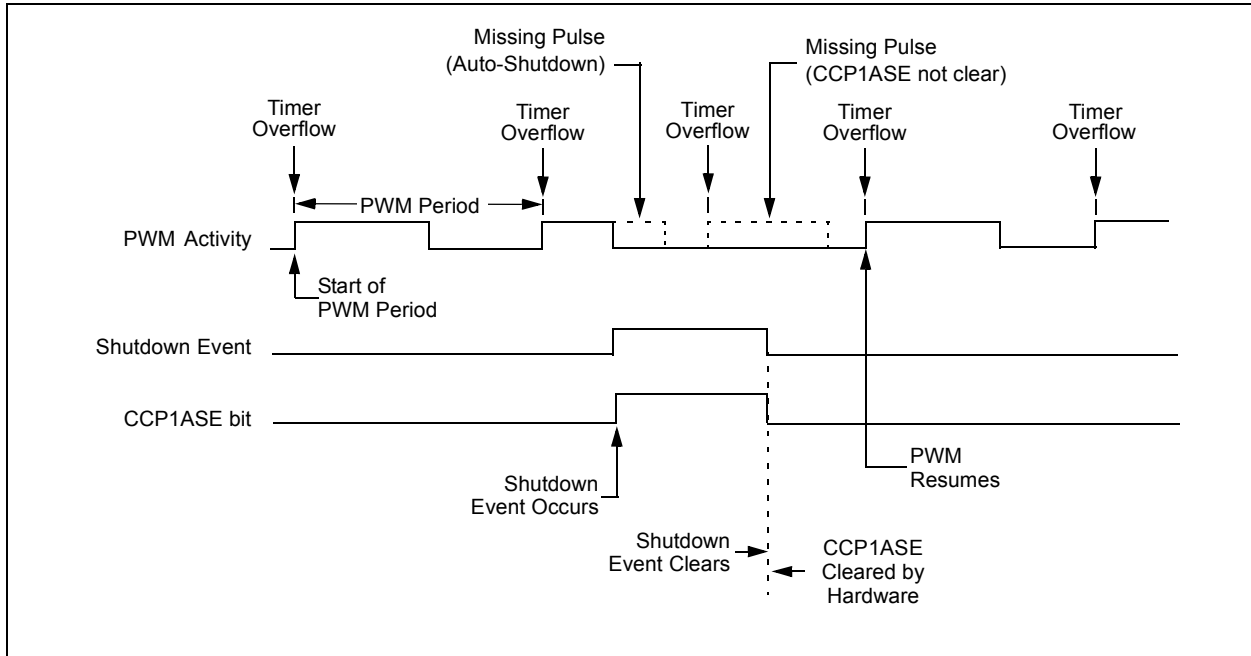 Missing Pulse
(Auto-Shutdown)
Missing Pulse
(CCP1ASE not clear)
Timer
Overflow
Timer
Overflow
Timer
Overflow
Timer
Overflow
Timer
Overflow
PWM Period
PWM Activity
Start of
PWM Period
Shutdown Event
CCP1ASE bit
Shutdown
Event Occurs
PWM
Resumes
Shutdown
Event Clears
CCP1ASE
Cleared by
Hardware